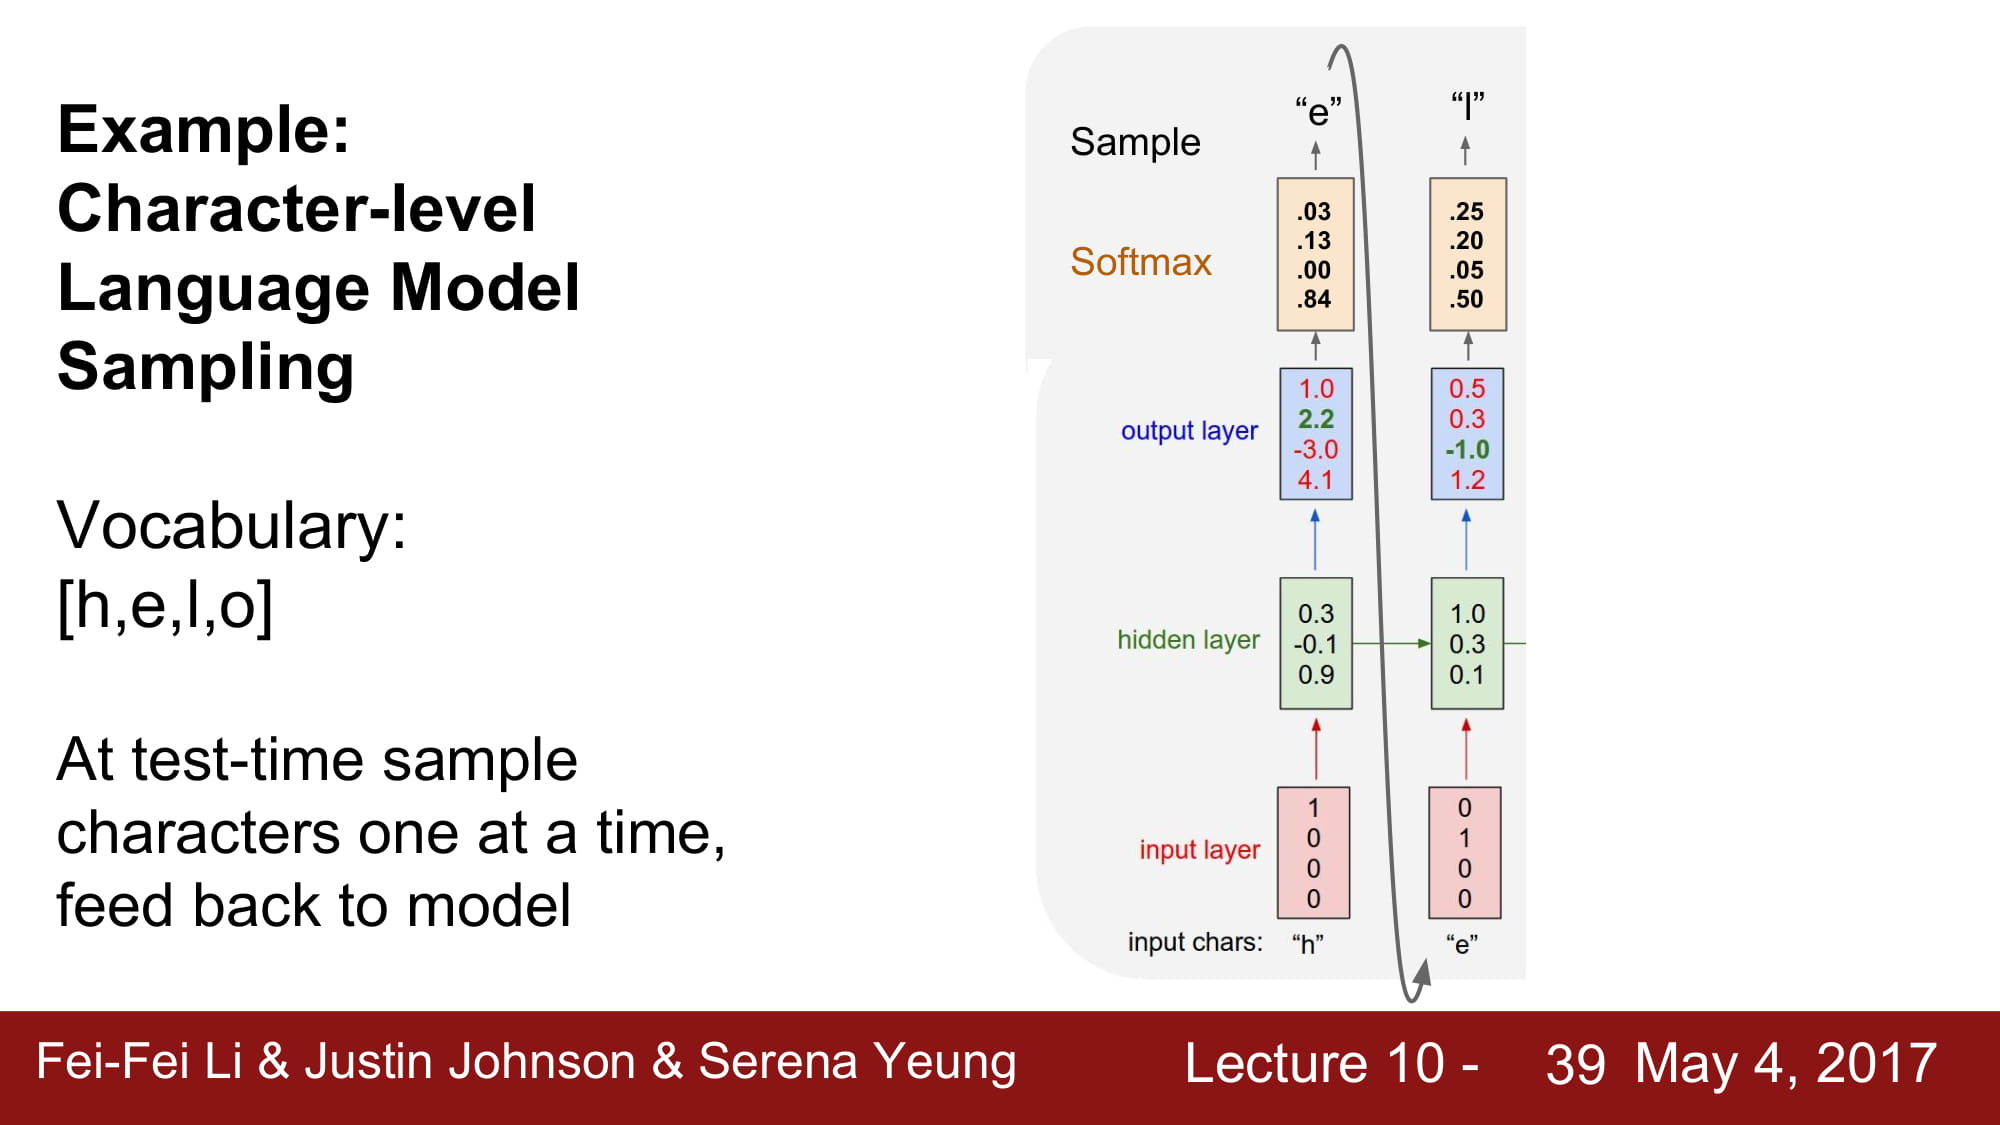 Example:
Character-level
Language Model
Sampling
Vocabulary:
[h,e,l,o]
At test-time sample
characters one at a time,
feed back to model
“e” “l”
Sample
Softmax
.03 .25
.13 .20
.00 .05
.84 .50
output layer
1.0 0.5
2.2 0.3
-3.0 -1.0
4.1 1.2
hidden layer
0.3 1.0
-0.1 0.3
0.9 0.1
input layer
1 0
0 1
0 0
0 0
input chars: “h” “e”
Fei-Fei Li & Justin Johnson & Serena Yeung Lecture 10 - 39 May 4, 2017